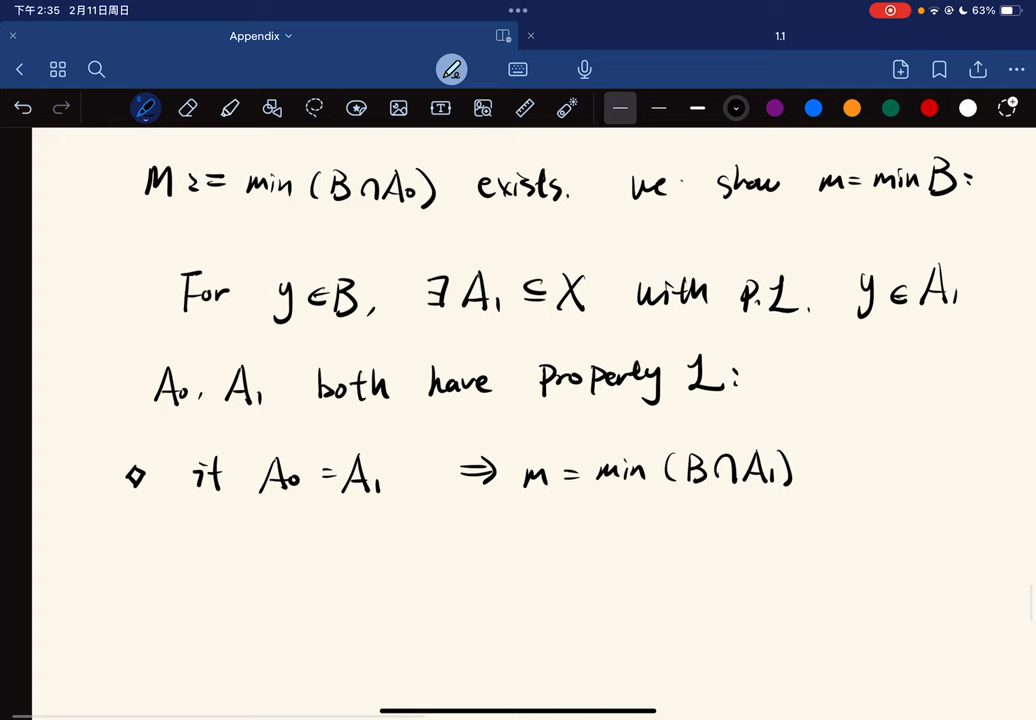 下午2:35 2月11日周日
63%
Appendix
1.1
M := min (B∩A₀) exists. we show m = min B:
For y ∈ B, ∃ A₁ ⊆ X with p.L. y ∈ A₁
A₀, A₁ both have property L:
◇ if A₀ = A₁ ⇒ m = min (B∩A₁)